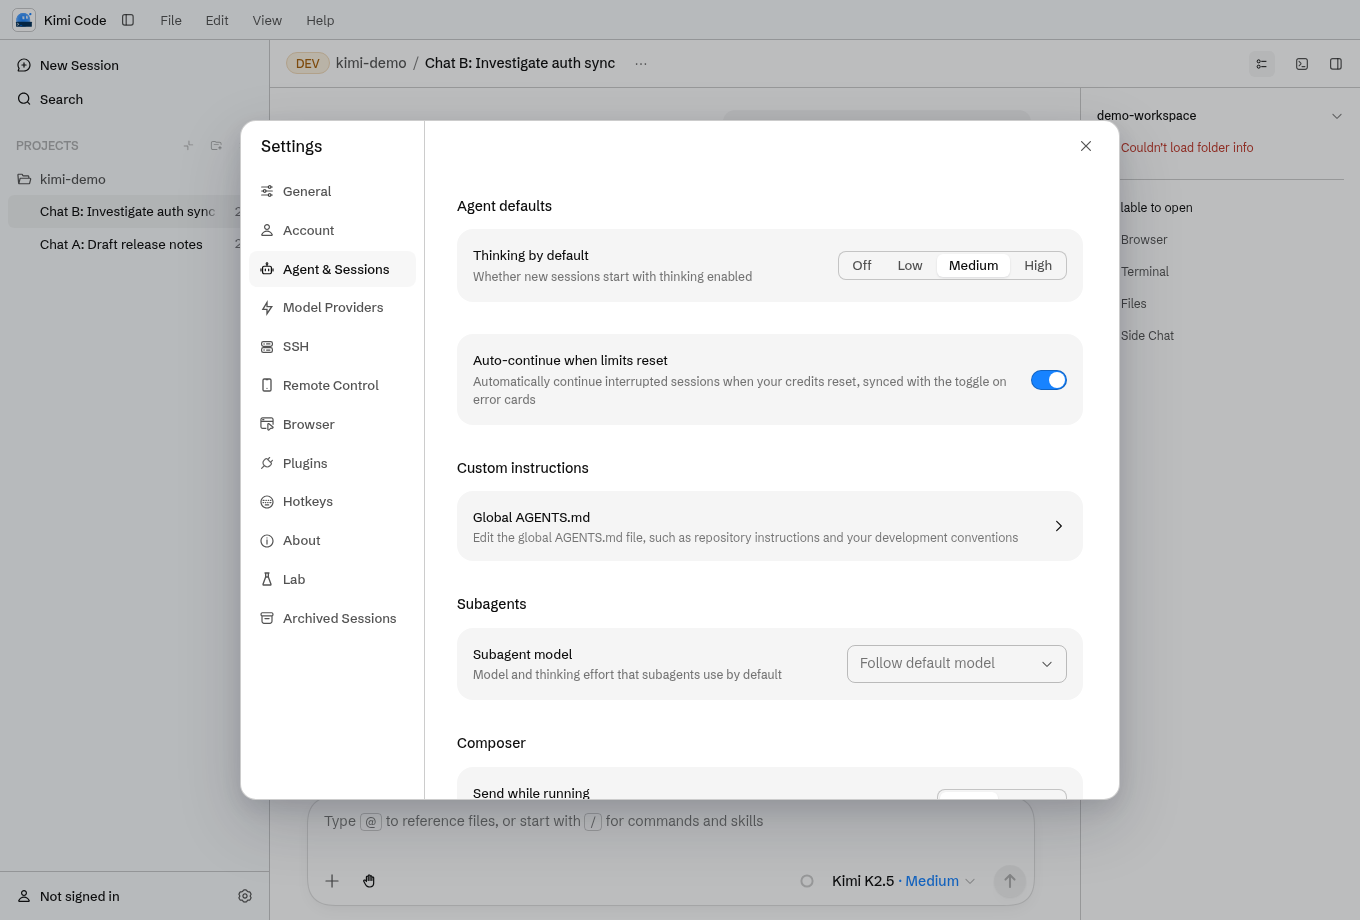 Kimi Code File Edit View Help
New Session
Search
PROJECTS
kimi-demo
Chat B: Investigate auth sync
Chat A: Draft release notes
Not signed in
DEV kimi-demo / Chat B: Investigate auth sync ...
Settings
General
Account
Agent & Sessions
Model Providers
SSH
Remote Control
Browser
Plugins
Hotkeys
About
Lab
Archived Sessions
Agent defaults
Thinking by default
Whether new sessions start with thinking enabled
Off Low Medium High
Auto-continue when limits reset
Automatically continue interrupted sessions when your credits reset, synced with the toggle on
error cards
Custom instructions
Global AGENTS.md
Edit the global AGENTS.md file, such as repository instructions and your development conventions
Subagents
Subagent model
Model and thinking effort that subagents use by default
Follow default model
Composer
Send while running
Type @ to reference files, or start with / for commands and skills
Kimi K2.5 · Medium
demo-workspace
Couldn't load folder info
lable to open
Browser
Terminal
Files
Side Chat